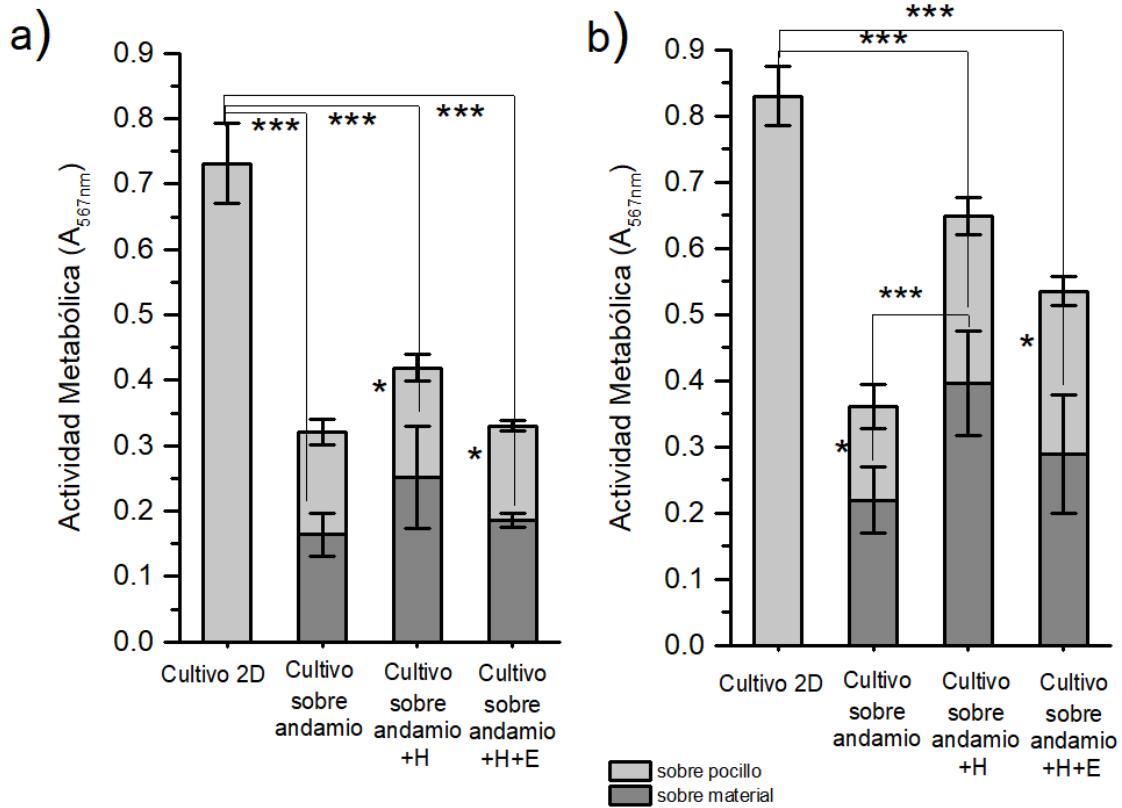 a)
Actividad Metabólica (A567nm)
0.9
0.8
0.7
0.6
0.5
0.4
0.3
0.2
0.1
0.0
***
***
***
*
*
Cultivo 2D
Cultivo
sobre
andamio
Cultivo
sobre
andamio
+H
Cultivo
sobre
andamio
+H+E
b)
Actividad Metabólica (A567nm)
0.9
0.8
0.7
0.6
0.5
0.4
0.3
0.2
0.1
0.0
***
***
***
*
*
Cultivo 2D
Cultivo
sobre
andamio
Cultivo
sobre
andamio
+H
Cultivo
sobre
andamio
+H+E
sobre pocillo
sobre material